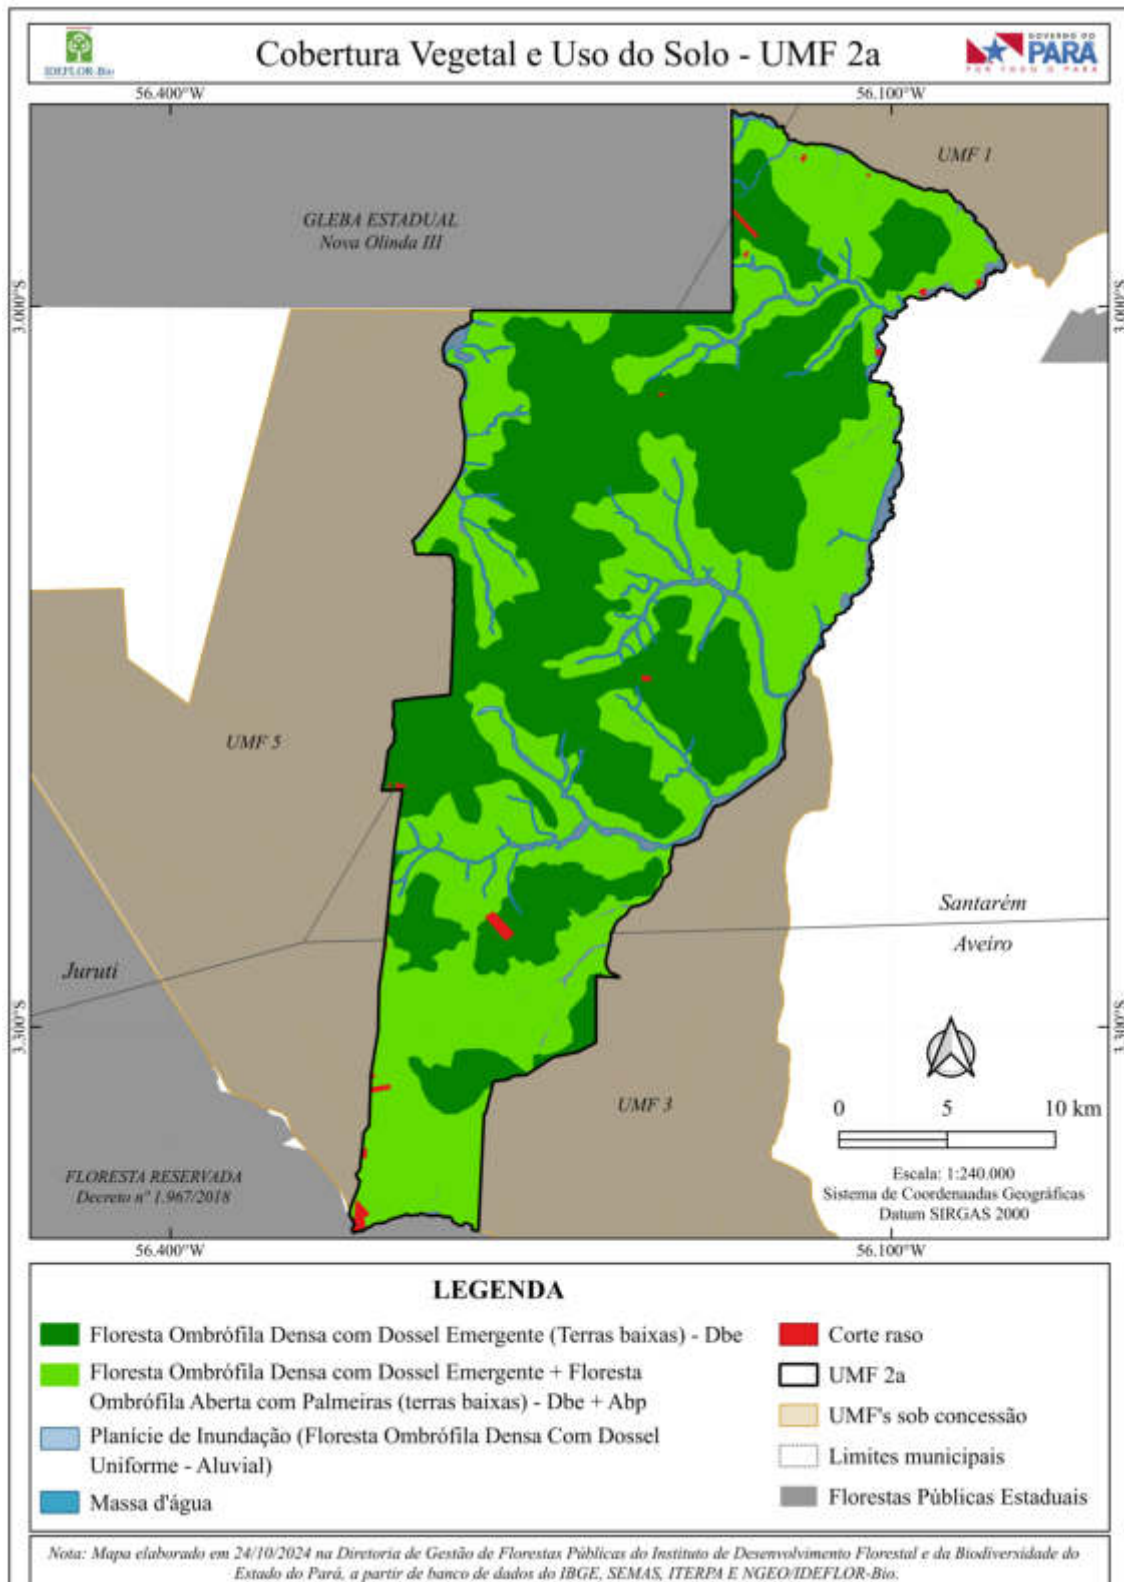 IDEFLOR-Bio
Cobertura Vegetal e Uso do Solo - UMF 2a
GOVERNO DO
PARÁ
POR TODO O PARÁ
56.400°W
56.100°W
UMF 1
GLEBA ESTADUAL
Nova Olinda III
3.000°S
3.000°S
UMF 5
Santarém
Aveiro
Juruti
3.300°S
3.300°S
UMF 3
0 5 10 km
FLORESTA RESERVADA
Decreto nº 1.967/2018
Escala: 1:240.000
Sistema de Coordenaadas Geográficas
Datum SIRGAS 2000
56.400°W
56.100°W
LEGENDA
Floresta Ombrófila Densa com Dossel Emergente (Terras baixas) - Dbe
Floresta Ombrófila Densa com Dossel Emergente + Floresta
Ombrófila Aberta com Palmeiras (terras baixas) - Dbe + Abp
Planície de Inundação (Floresta Ombrófila Densa Com Dossel
Uniforme - Aluvial)
Massa d'água
Corte raso
UMF 2a
UMF's sob concessão
Limites municipais
Florestas Públicas Estaduais
Nota: Mapa elaborado em 24/10/2024 na Diretoria de Gestão de Florestas Públicas do Instituto de Desenvolvimento Florestal e da Biodiversidade do
Estado do Pará, a partir de banco de dados do IBGE, SEMAS, ITERPA E NGEO/IDEFLOR-Bio.